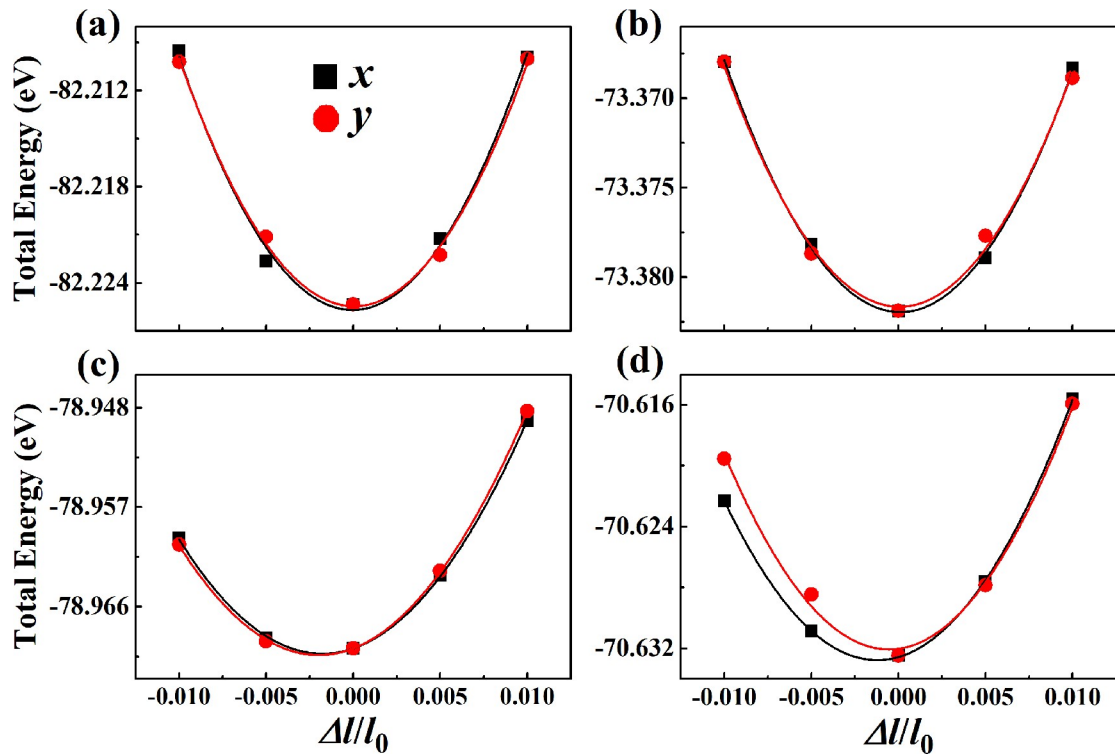 (a)
x
y
Total Energy (eV)
-82.212
-82.218
-82.224
(b)
-73.370
-73.375
-73.380
(c)
Total Energy (eV)
-78.948
-78.957
-78.966
-0.010 -0.005 0.000 0.005 0.010
Δl/l₀
(d)
-70.616
-70.624
-70.632
-0.010 -0.005 0.000 0.005 0.010
Δl/l₀